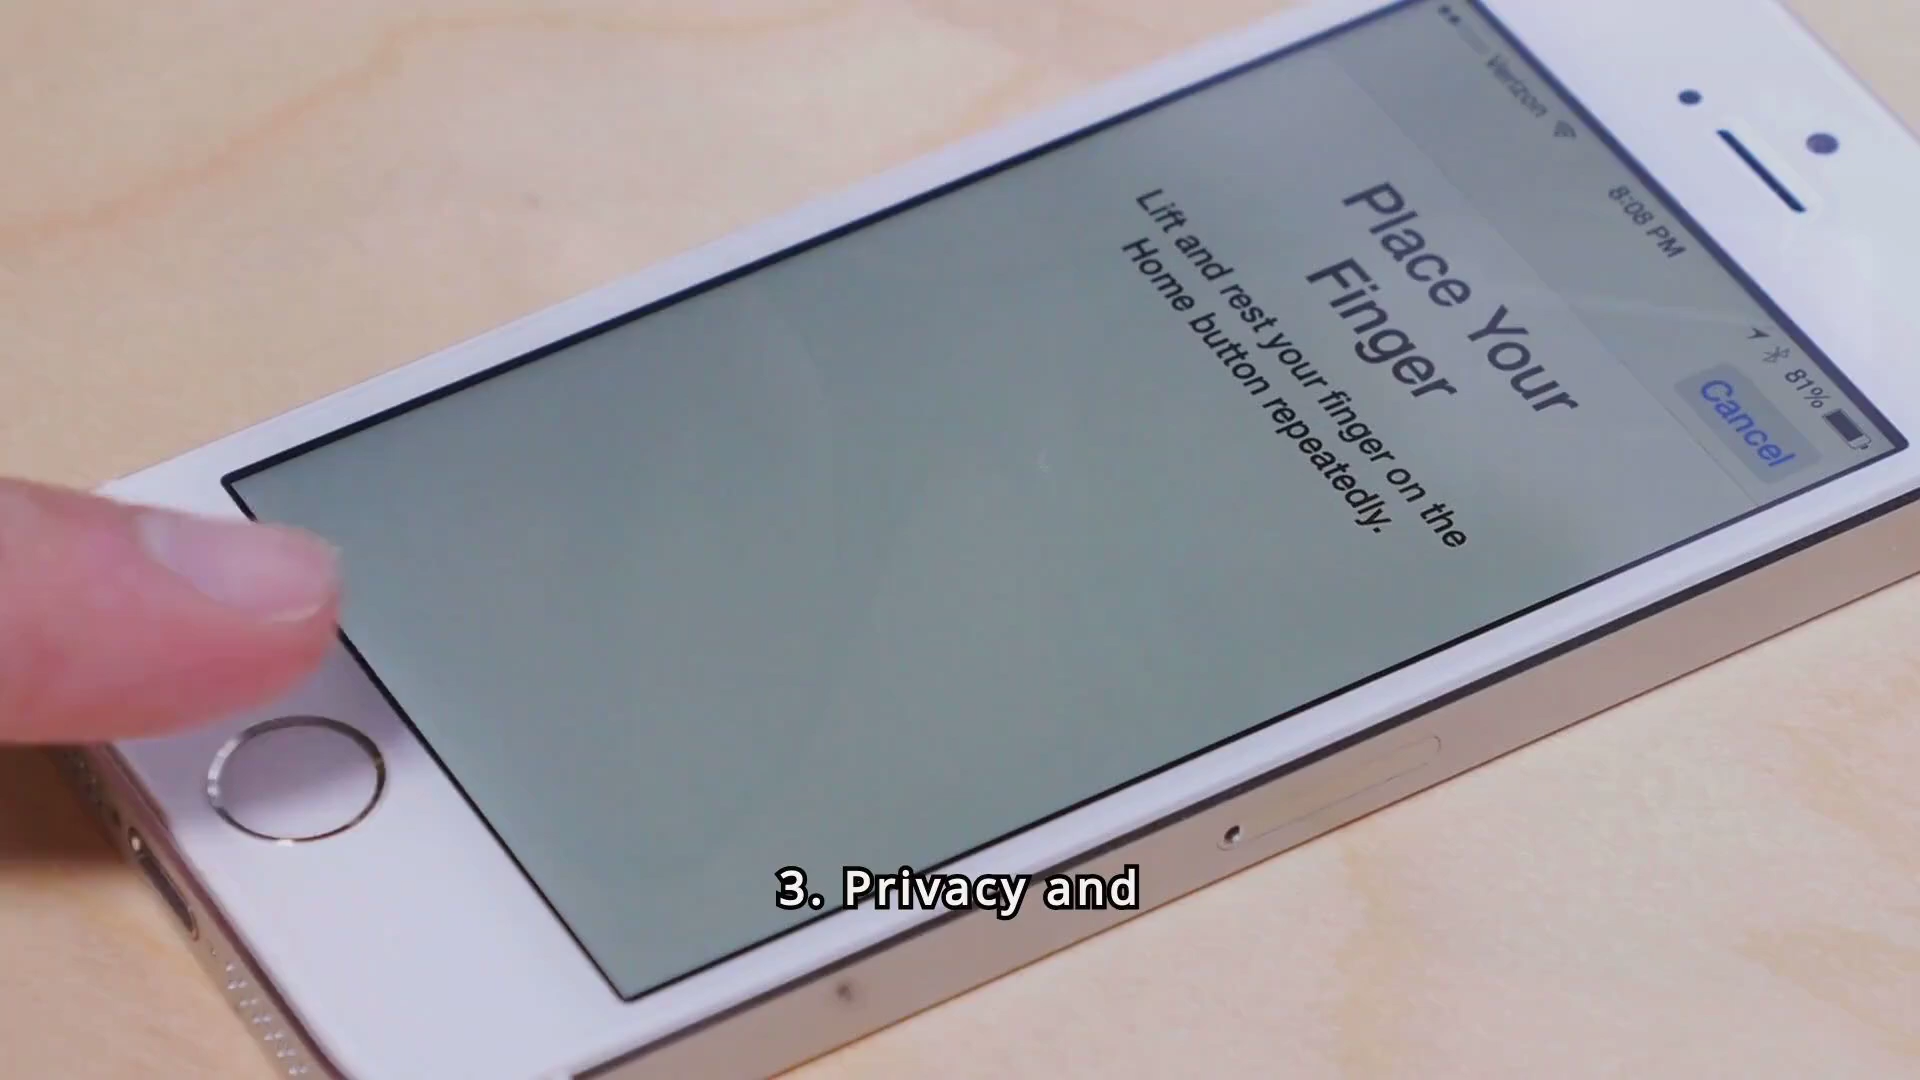 Verizon 8:08 PM 81%
Cancel
Place Your
Finger
Lift and rest your finger on the
Home button repeatedly.
3. Privacy and